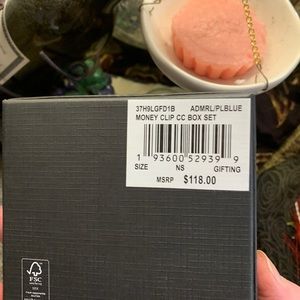 37H9LGFD1B ADMRL/PLBLUE
MONEY CLIP CC BOX SET
1 93600 52939 9
SIZE NS GIFTING
MSRP $118.00
FSC